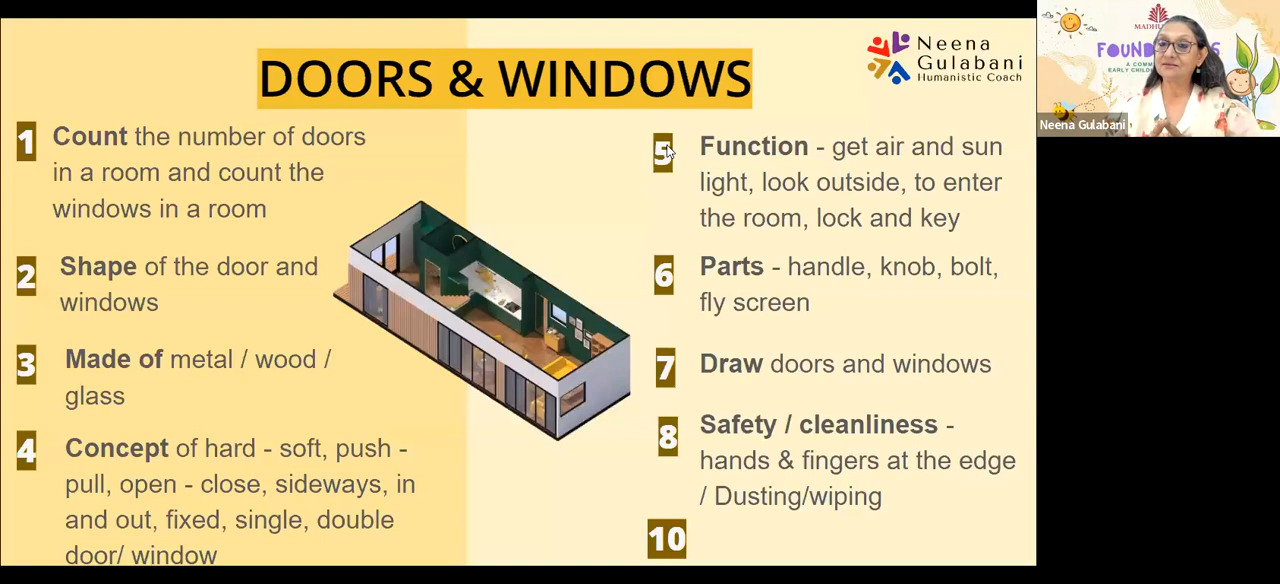 DOORS & WINDOWS
Neena
Gulabani
Humanistic Coach
1 Count the number of doors
in a room and count the
windows in a room
2 Shape of the door and
windows
3 Made of metal / wood /
glass
4 Concept of hard - soft, push -
pull, open - close, sideways, in
and out, fixed, single, double
door/ window
5 Function - get air and sun
light, look outside, to enter
the room, lock and key
6 Parts - handle, knob, bolt,
fly screen
7 Draw doors and windows
8 Safety / cleanliness -
hands & fingers at the edge
/ Dusting/wiping
10
Neena Gulabani